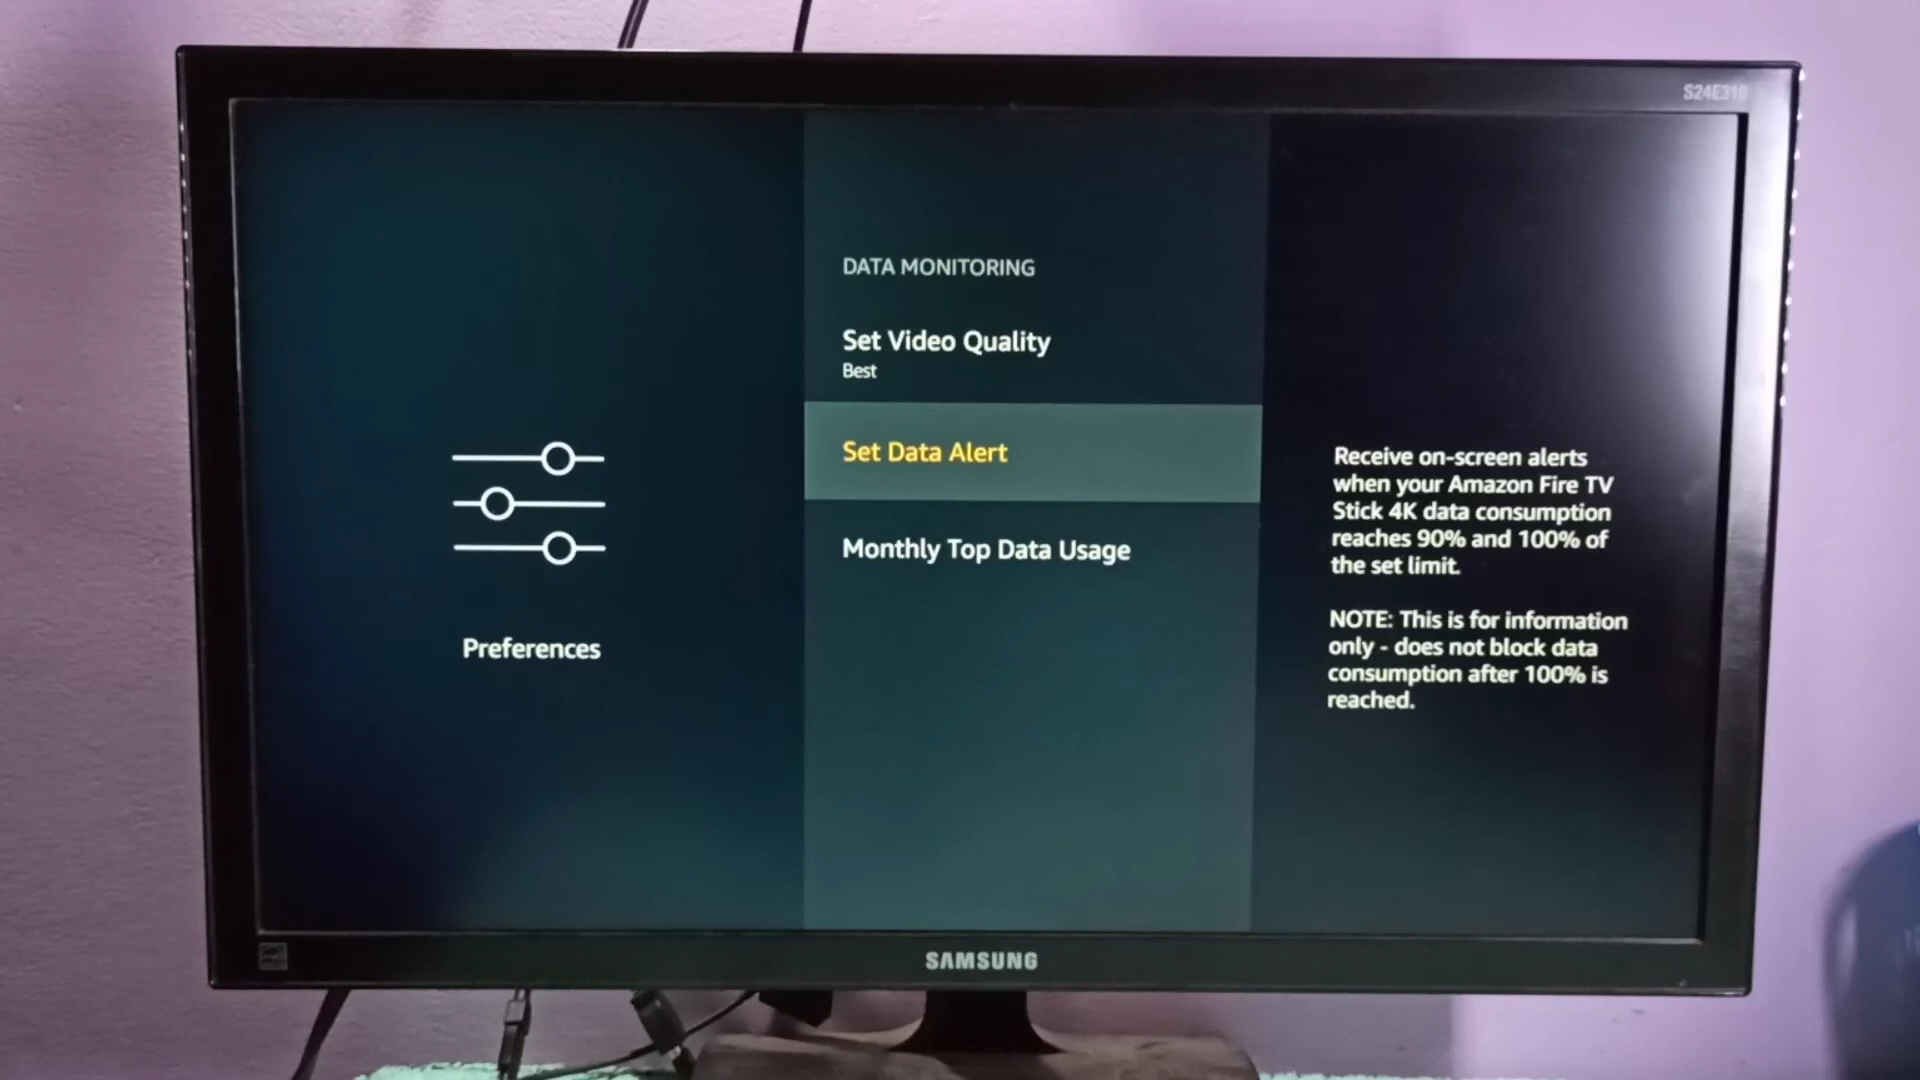 S24E310
DATA MONITORING
Set Video Quality
Best
Set Data Alert
Monthly Top Data Usage
Preferences
Receive on-screen alerts
when your Amazon Fire TV
Stick 4K data consumption
reaches 90% and 100% of
the set limit.
NOTE: This is for information
only - does not block data
consumption after 100% is
reached.
SAMSUNG